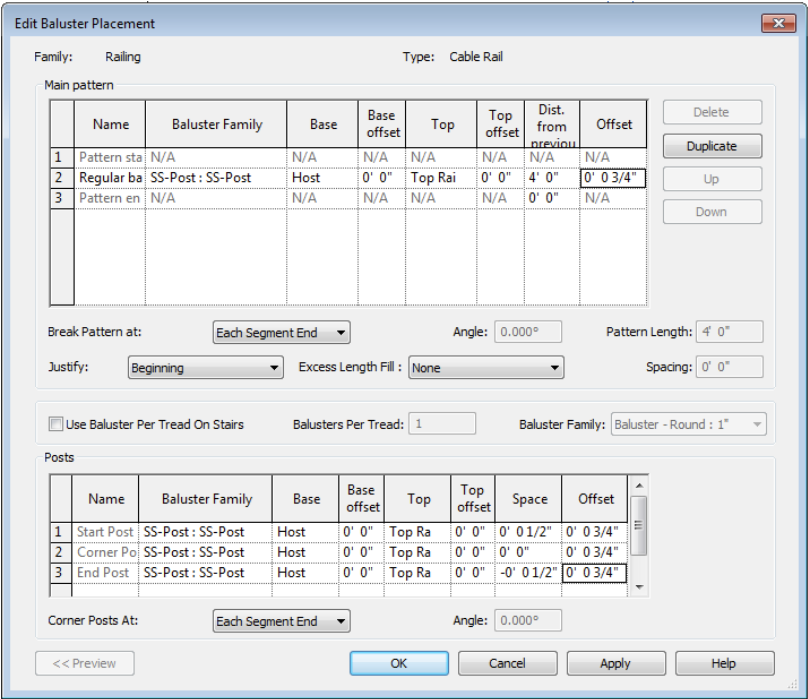 Edit Baluster Placement
Family: Railing Type: Cable Rail
Main pattern
Name Baluster Family Base Base offset Top Top offset Dist. from previou Offset
1 Pattern sta N/A N/A N/A N/A N/A N/A N/A
2 Regular ba SS-Post : SS-Post Host 0' 0" Top Rai 0' 0" 4' 0" 0' 0 3/4"
3 Pattern en N/A N/A N/A N/A N/A 0' 0" N/A
Delete
Duplicate
Up
Down
Break Pattern at: Each Segment End Angle: 0.000° Pattern Length: 4' 0"
Justify: Beginning Excess Length Fill : None Spacing: 0' 0"
Use Baluster Per Tread On Stairs Balusters Per Tread: 1 Baluster Family: Baluster - Round : 1"
Posts
Name Baluster Family Base Base offset Top Top offset Space Offset
1 Start Post SS-Post : SS-Post Host 0' 0" Top Ra 0' 0" 0' 0 1/2" 0' 0 3/4"
2 Corner Po SS-Post : SS-Post Host 0' 0" Top Ra 0' 0" 0' 0" 0' 0 3/4"
3 End Post SS-Post : SS-Post Host 0' 0" Top Ra 0' 0" -0' 0 1/2" 0' 0 3/4"
Corner Posts At: Each Segment End Angle: 0.000°
<< Preview OK Cancel Apply Help